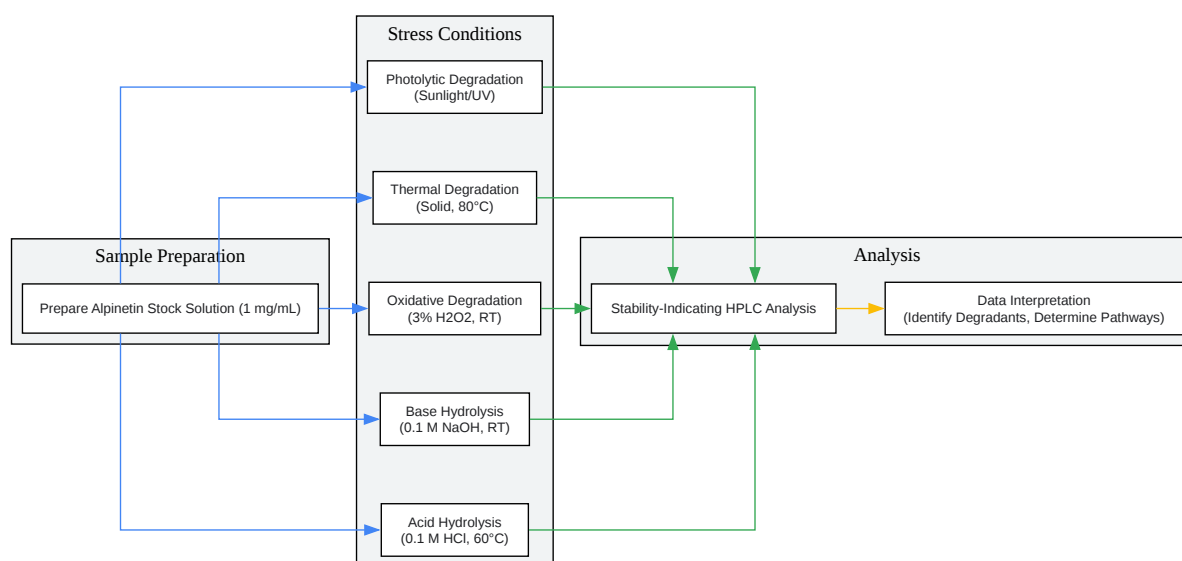 Stress Conditions
Photolytic Degradation
(Sunlight/UV)
Thermal Degradation
(Solid, 80°C)
Sample Preparation
Prepare Alpinetin Stock Solution (1 mg/mL)
Oxidative Degradation
(3% H2O2, RT)
Analysis
Stability-Indicating HPLC Analysis
Data Interpretation
(Identify Degradants, Determine Pathways)
Base Hydrolysis
(0.1 M NaOH, RT)
Acid Hydrolysis
(0.1 M HCl, 60°C)